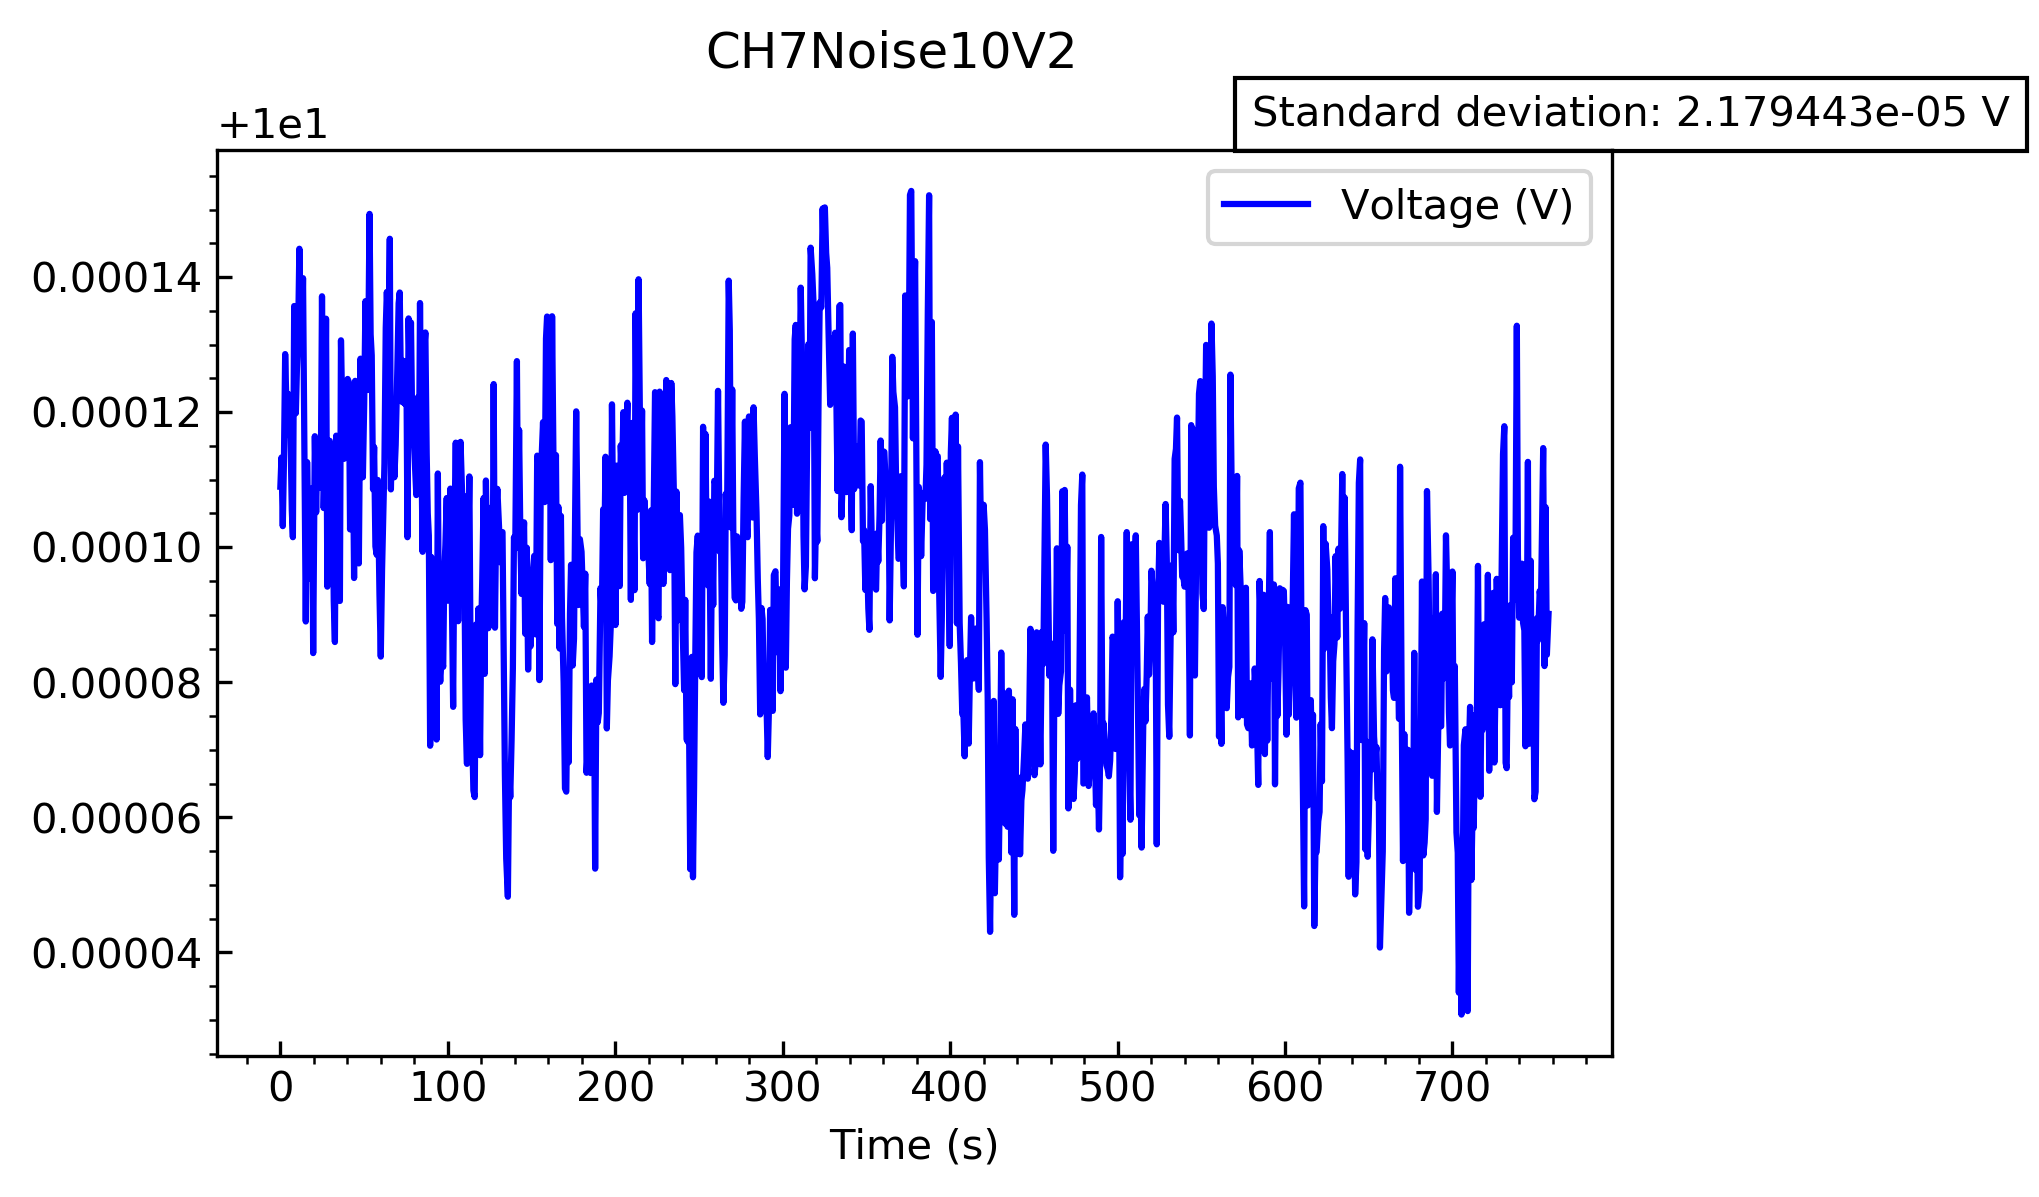 CH7Noise10V2
Standard deviation: 2.179443e-05 V
+1e1
Voltage (V)
0.00014
0.00012
0.00010
0.00008
0.00006
0.00004
0 100 200 300 400 500 600 700
Time (s)